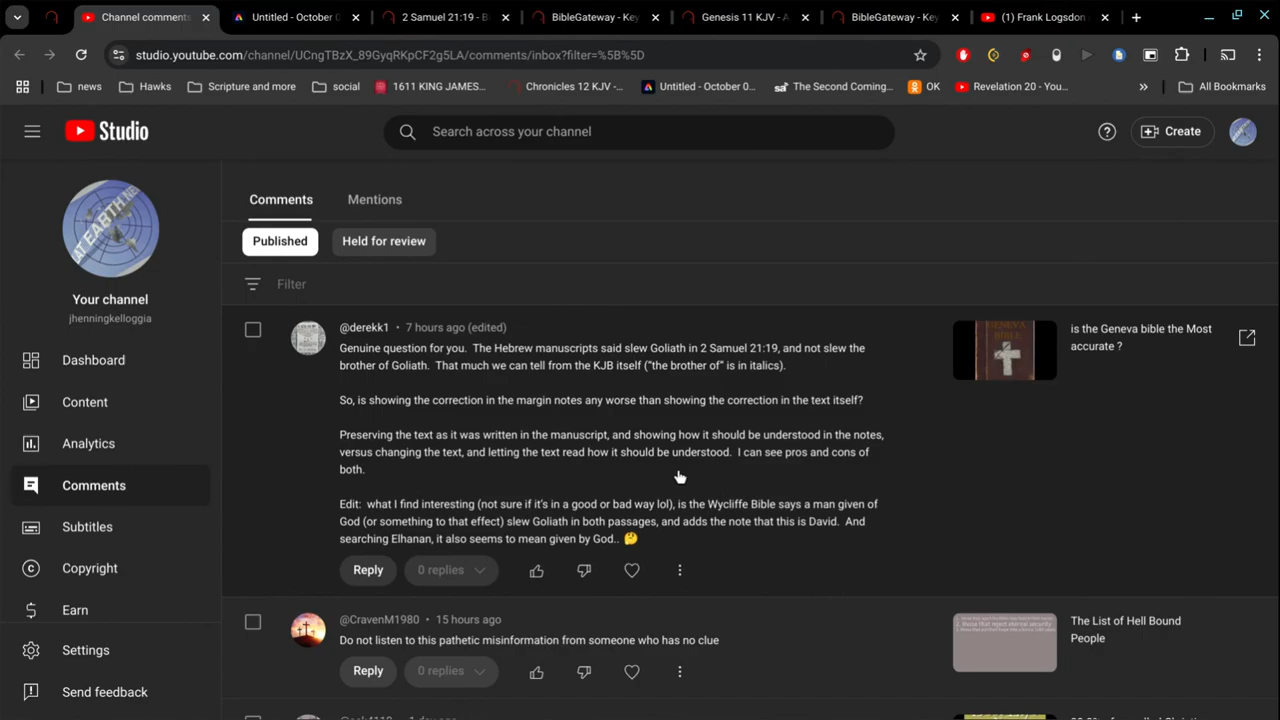 Channel comments
Untitled - October 0
2 Samuel 21:19 - B
BibleGateway - Key
Genesis 11 KJV - A
BibleGateway - Key
(1) Frank Logsdon
studio.youtube.com/channel/UCngTBzX_89GyqRKpCF2g5LA/comments/inbox?filter=%5B%5D
news
Hawks
Scripture and more
social
1611 KING JAMES...
Chronicles 12 KJV -...
Untitled - October 0...
The Second Coming...
OK
Revelation 20 - You...
All Bookmarks
Studio
Search across your channel
Create
Comments
Mentions
Published
Held for review
Filter
Your channel
jhenningkelloggia
Dashboard
Content
Analytics
Comments
Subtitles
Copyright
Earn
Settings
Send feedback
@derekk1 • 7 hours ago (edited)
Genuine question for you. The Hebrew manuscripts said slew Goliath in 2 Samuel 21:19, and not slew the
brother of Goliath. That much we can tell from the KJB itself ("the brother of" is in italics).
So, is showing the correction in the margin notes any worse than showing the correction in the text itself?
Preserving the text as it was written in the manuscript, and showing how it should be understood in the notes,
versus changing the text, and letting the text read how it should be understood. I can see pros and cons of
both.
Edit: what I find interesting (not sure if it's in a good or bad way lol), is the Wycliffe Bible says a man given of
God (or something to that effect) slew Goliath in both passages, and adds the note that this is David. And
searching Elhanan, it also seems to mean given by God.. 🤔
Reply
0 replies
is the Geneva bible the Most
accurate ?
@CravenM1980 • 15 hours ago
Do not listen to this pathetic misinformation from someone who has no clue
Reply
0 replies
The List of Hell Bound
People